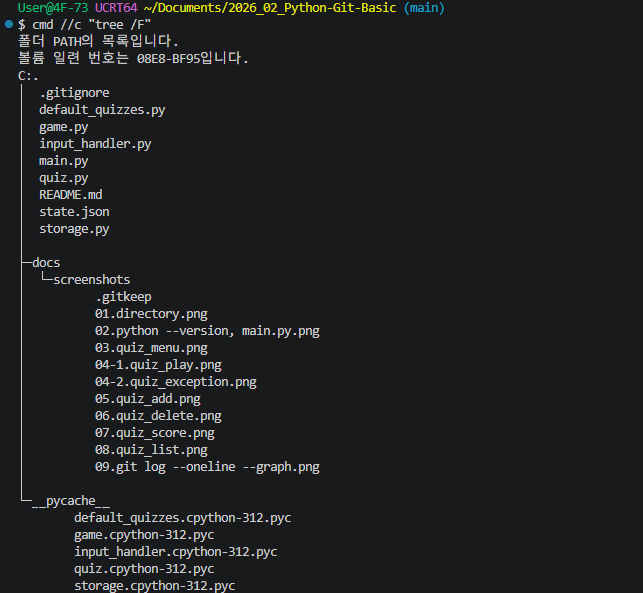 User@4F-73 UCRT64 ~/Documents/2026_02_Python-Git-Basic (main)
$ cmd //c "tree /F"
폴더 PATH의 목록입니다.
볼륨 일련 번호는 08E8-BF95입니다.
C:.
│  .gitignore
│  default_quizzes.py
│  game.py
│  input_handler.py
│  main.py
│  quiz.py
│  README.md
│  state.json
│  storage.py
│
├─docs
│  └─screenshots
│          .gitkeep
│          01.directory.png
│          02.python --version, main.py.png
│          03.quiz_menu.png
│          04-1.quiz_play.png
│          04-2.quiz_exception.png
│          05.quiz_add.png
│          06.quiz_delete.png
│          07.quiz_score.png
│          08.quiz_list.png
│          09.git log --oneline --graph.png
│
└─__pycache__
        default_quizzes.cpython-312.pyc
        game.cpython-312.pyc
        input_handler.cpython-312.pyc
        quiz.cpython-312.pyc
        storage.cpython-312.pyc